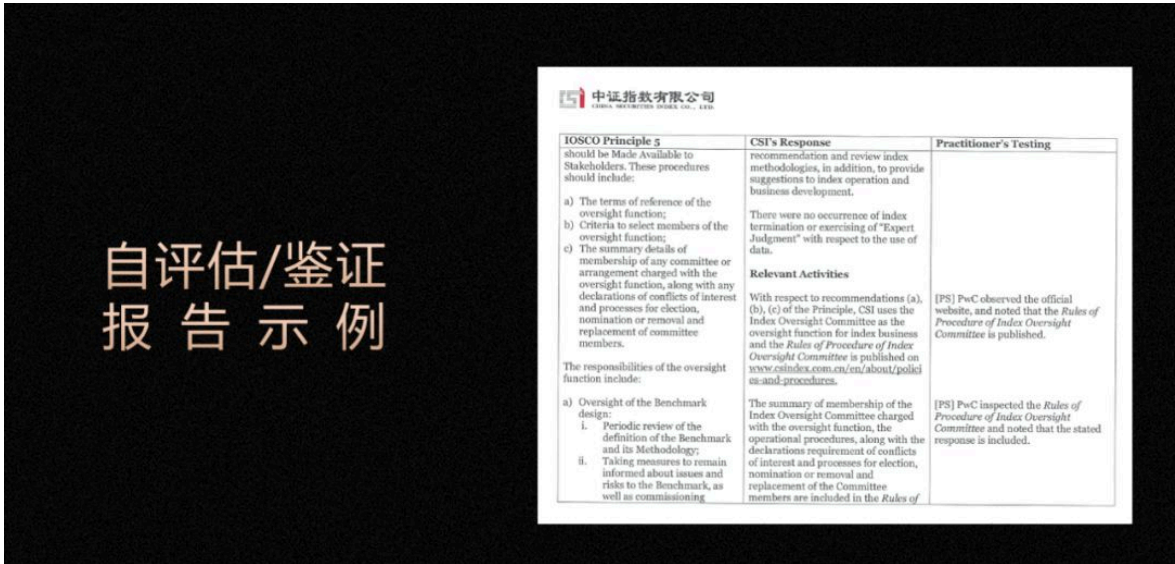 自评估/鉴证
报告示例
中证指数有限公司
CHINA SECURITIES INDEX CO., LTD.
IOSCO Principle 5
should be Made Available to
Stakeholders. These procedures
should include:
a) The terms of reference of the
oversight function;
b) Criteria to select members of the
oversight function;
c) The summary details of
membership of any committee or
arrangement charged with the
oversight function, along with any
declarations of conflicts of interest
and processes for election,
nomination or removal and
replacement of committee
members.
The responsibilities of the oversight
function include:
a) Oversight of the Benchmark
design:
i. Periodic review of the
definition of the Benchmark
and its Methodology;
ii. Taking measures to remain
informed about issues and
risks to the Benchmark, as
well as commissioning
CSI's Response
recommendation and review index
methodologies, in addition, to provide
suggestions to index operation and
business development.
There were no occurrence of index
termination or exercising of "Expert
Judgment" with respect to the use of
data.
Relevant Activities
With respect to recommendations (a),
(b), (c) of the Principle, CSI uses the
Index Oversight Committee as the
oversight function for index business
and the Rules of Procedure of Index
Oversight Committee is published on
www.csindex.com.cn/en/about/polici
es-and-procedures.
The summary of membership of the
Index Oversight Committee charged
with the oversight function, the
operational procedures, along with the
declarations requirement of conflicts
of interest and processes for election,
nomination or removal and
replacement of the Committee
members are included in the Rules of
Practitioner's Testing
[PS] PwC observed the official
website, and noted that the Rules of
Procedure of Index Oversight
Committee is published.
[PS] PwC inspected the Rules of
Procedure of Index Oversight
Committee and noted that the stated
response is included.